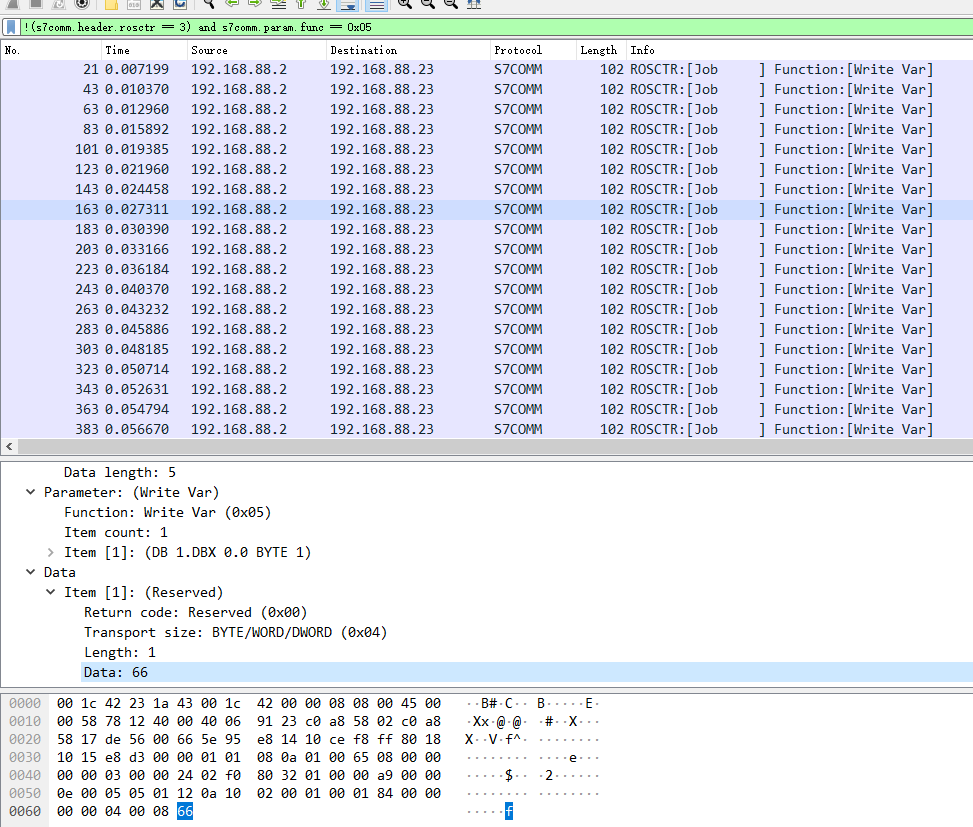 !(s7comm.header.rosctr == 3) and s7comm.param.func == 0x05
No. Time Source Destination Protocol Length Info
21 0.007199 192.168.88.2 192.168.88.23 S7COMM 102 ROSCTR:[Job ] Function:[Write Var]
43 0.010370 192.168.88.2 192.168.88.23 S7COMM 102 ROSCTR:[Job ] Function:[Write Var]
63 0.012960 192.168.88.2 192.168.88.23 S7COMM 102 ROSCTR:[Job ] Function:[Write Var]
83 0.015892 192.168.88.2 192.168.88.23 S7COMM 102 ROSCTR:[Job ] Function:[Write Var]
101 0.019385 192.168.88.2 192.168.88.23 S7COMM 102 ROSCTR:[Job ] Function:[Write Var]
123 0.021960 192.168.88.2 192.168.88.23 S7COMM 102 ROSCTR:[Job ] Function:[Write Var]
143 0.024458 192.168.88.2 192.168.88.23 S7COMM 102 ROSCTR:[Job ] Function:[Write Var]
163 0.027311 192.168.88.2 192.168.88.23 S7COMM 102 ROSCTR:[Job ] Function:[Write Var]
183 0.030390 192.168.88.2 192.168.88.23 S7COMM 102 ROSCTR:[Job ] Function:[Write Var]
203 0.033166 192.168.88.2 192.168.88.23 S7COMM 102 ROSCTR:[Job ] Function:[Write Var]
223 0.036184 192.168.88.2 192.168.88.23 S7COMM 102 ROSCTR:[Job ] Function:[Write Var]
243 0.040370 192.168.88.2 192.168.88.23 S7COMM 102 ROSCTR:[Job ] Function:[Write Var]
263 0.043232 192.168.88.2 192.168.88.23 S7COMM 102 ROSCTR:[Job ] Function:[Write Var]
283 0.045886 192.168.88.2 192.168.88.23 S7COMM 102 ROSCTR:[Job ] Function:[Write Var]
303 0.048185 192.168.88.2 192.168.88.23 S7COMM 102 ROSCTR:[Job ] Function:[Write Var]
323 0.050714 192.168.88.2 192.168.88.23 S7COMM 102 ROSCTR:[Job ] Function:[Write Var]
343 0.052631 192.168.88.2 192.168.88.23 S7COMM 102 ROSCTR:[Job ] Function:[Write Var]
363 0.054794 192.168.88.2 192.168.88.23 S7COMM 102 ROSCTR:[Job ] Function:[Write Var]
383 0.056670 192.168.88.2 192.168.88.23 S7COMM 102 ROSCTR:[Job ] Function:[Write Var]
Data length: 5
Parameter: (Write Var)
Function: Write Var (0x05)
Item count: 1
Item [1]: (DB 1.DBX 0.0 BYTE 1)
Data
Item [1]: (Reserved)
Return code: Reserved (0x00)
Transport size: BYTE/WORD/DWORD (0x04)
Length: 1
Data: 66
0000 00 1c 42 23 1a 43 00 1c 42 00 00 08 08 00 45 00 ··B#·C·· B·····E·
0010 00 58 78 12 40 00 40 06 91 23 c0 a8 58 02 c0 a8 ·Xx·@·@· ·#··X···
0020 58 17 de 56 00 66 5e 95 e8 14 10 ce f8 ff 80 18 X··V·f^· ········
0030 10 15 e8 d3 00 00 01 01 08 0a 01 00 65 08 00 00 ········ ····e···
0040 00 00 03 00 00 24 02 f0 80 32 01 00 00 a9 00 00 ·····$·· ·2······
0050 0e 00 05 05 01 12 0a 10 02 00 01 00 01 84 00 00 ········ ········
0060 00 00 04 00 08 66 ·····f